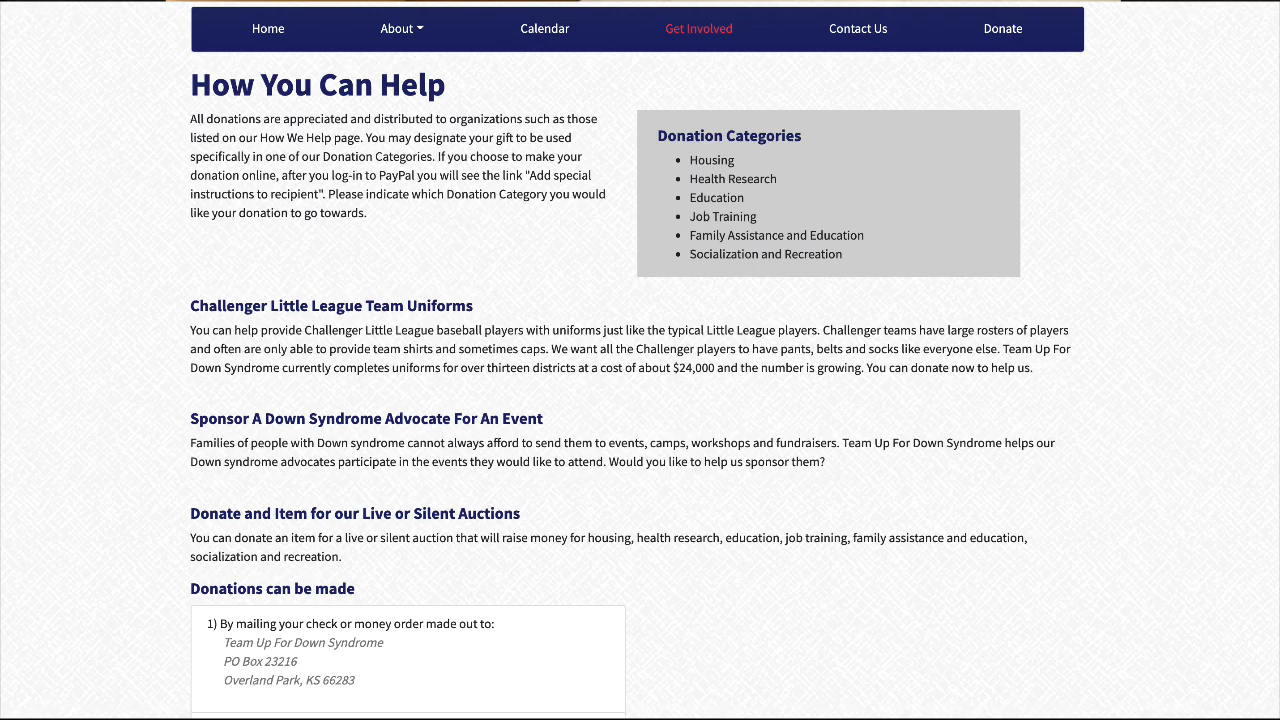 Home About Calendar Get Involved Contact Us Donate
How You Can Help
All donations are appreciated and distributed to organizations such as those
listed on our How We Help page. You may designate your gift to be used
specifically in one of our Donation Categories. If you choose to make your
donation online, after you log-in to PayPal you will see the link "Add special
instructions to recipient". Please indicate which Donation Category you would
like your donation to go towards.
Donation Categories
• Housing
• Health Research
• Education
• Job Training
• Family Assistance and Education
• Socialization and Recreation
Challenger Little League Team Uniforms
You can help provide Challenger Little League baseball players with uniforms just like the typical Little League players. Challenger teams have large rosters of players
and often are only able to provide team shirts and sometimes caps. We want all the Challenger players to have pants, belts and socks like everyone else. Team Up For
Down Syndrome currently completes uniforms for over thirteen districts at a cost of about $24,000 and the number is growing. You can donate now to help us.
Sponsor A Down Syndrome Advocate For An Event
Families of people with Down syndrome cannot always afford to send them to events, camps, workshops and fundraisers. Team Up For Down Syndrome helps our
Down syndrome advocates participate in the events they would like to attend. Would you like to help us sponsor them?
Donate and Item for our Live or Silent Auctions
You can donate an item for a live or silent auction that will raise money for housing, health research, education, job training, family assistance and education,
socialization and recreation.
Donations can be made
1) By mailing your check or money order made out to:
Team Up For Down Syndrome
PO Box 23216
Overland Park, KS 66283